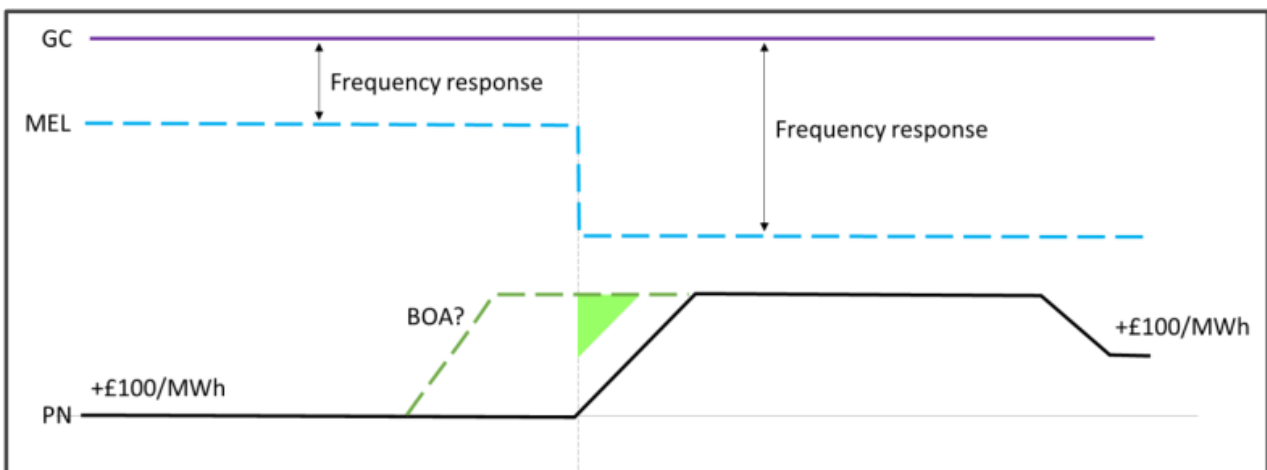 GC
Frequency response
MEL
Frequency response
BOA?
+£100/MWh
+£100/MWh
PN